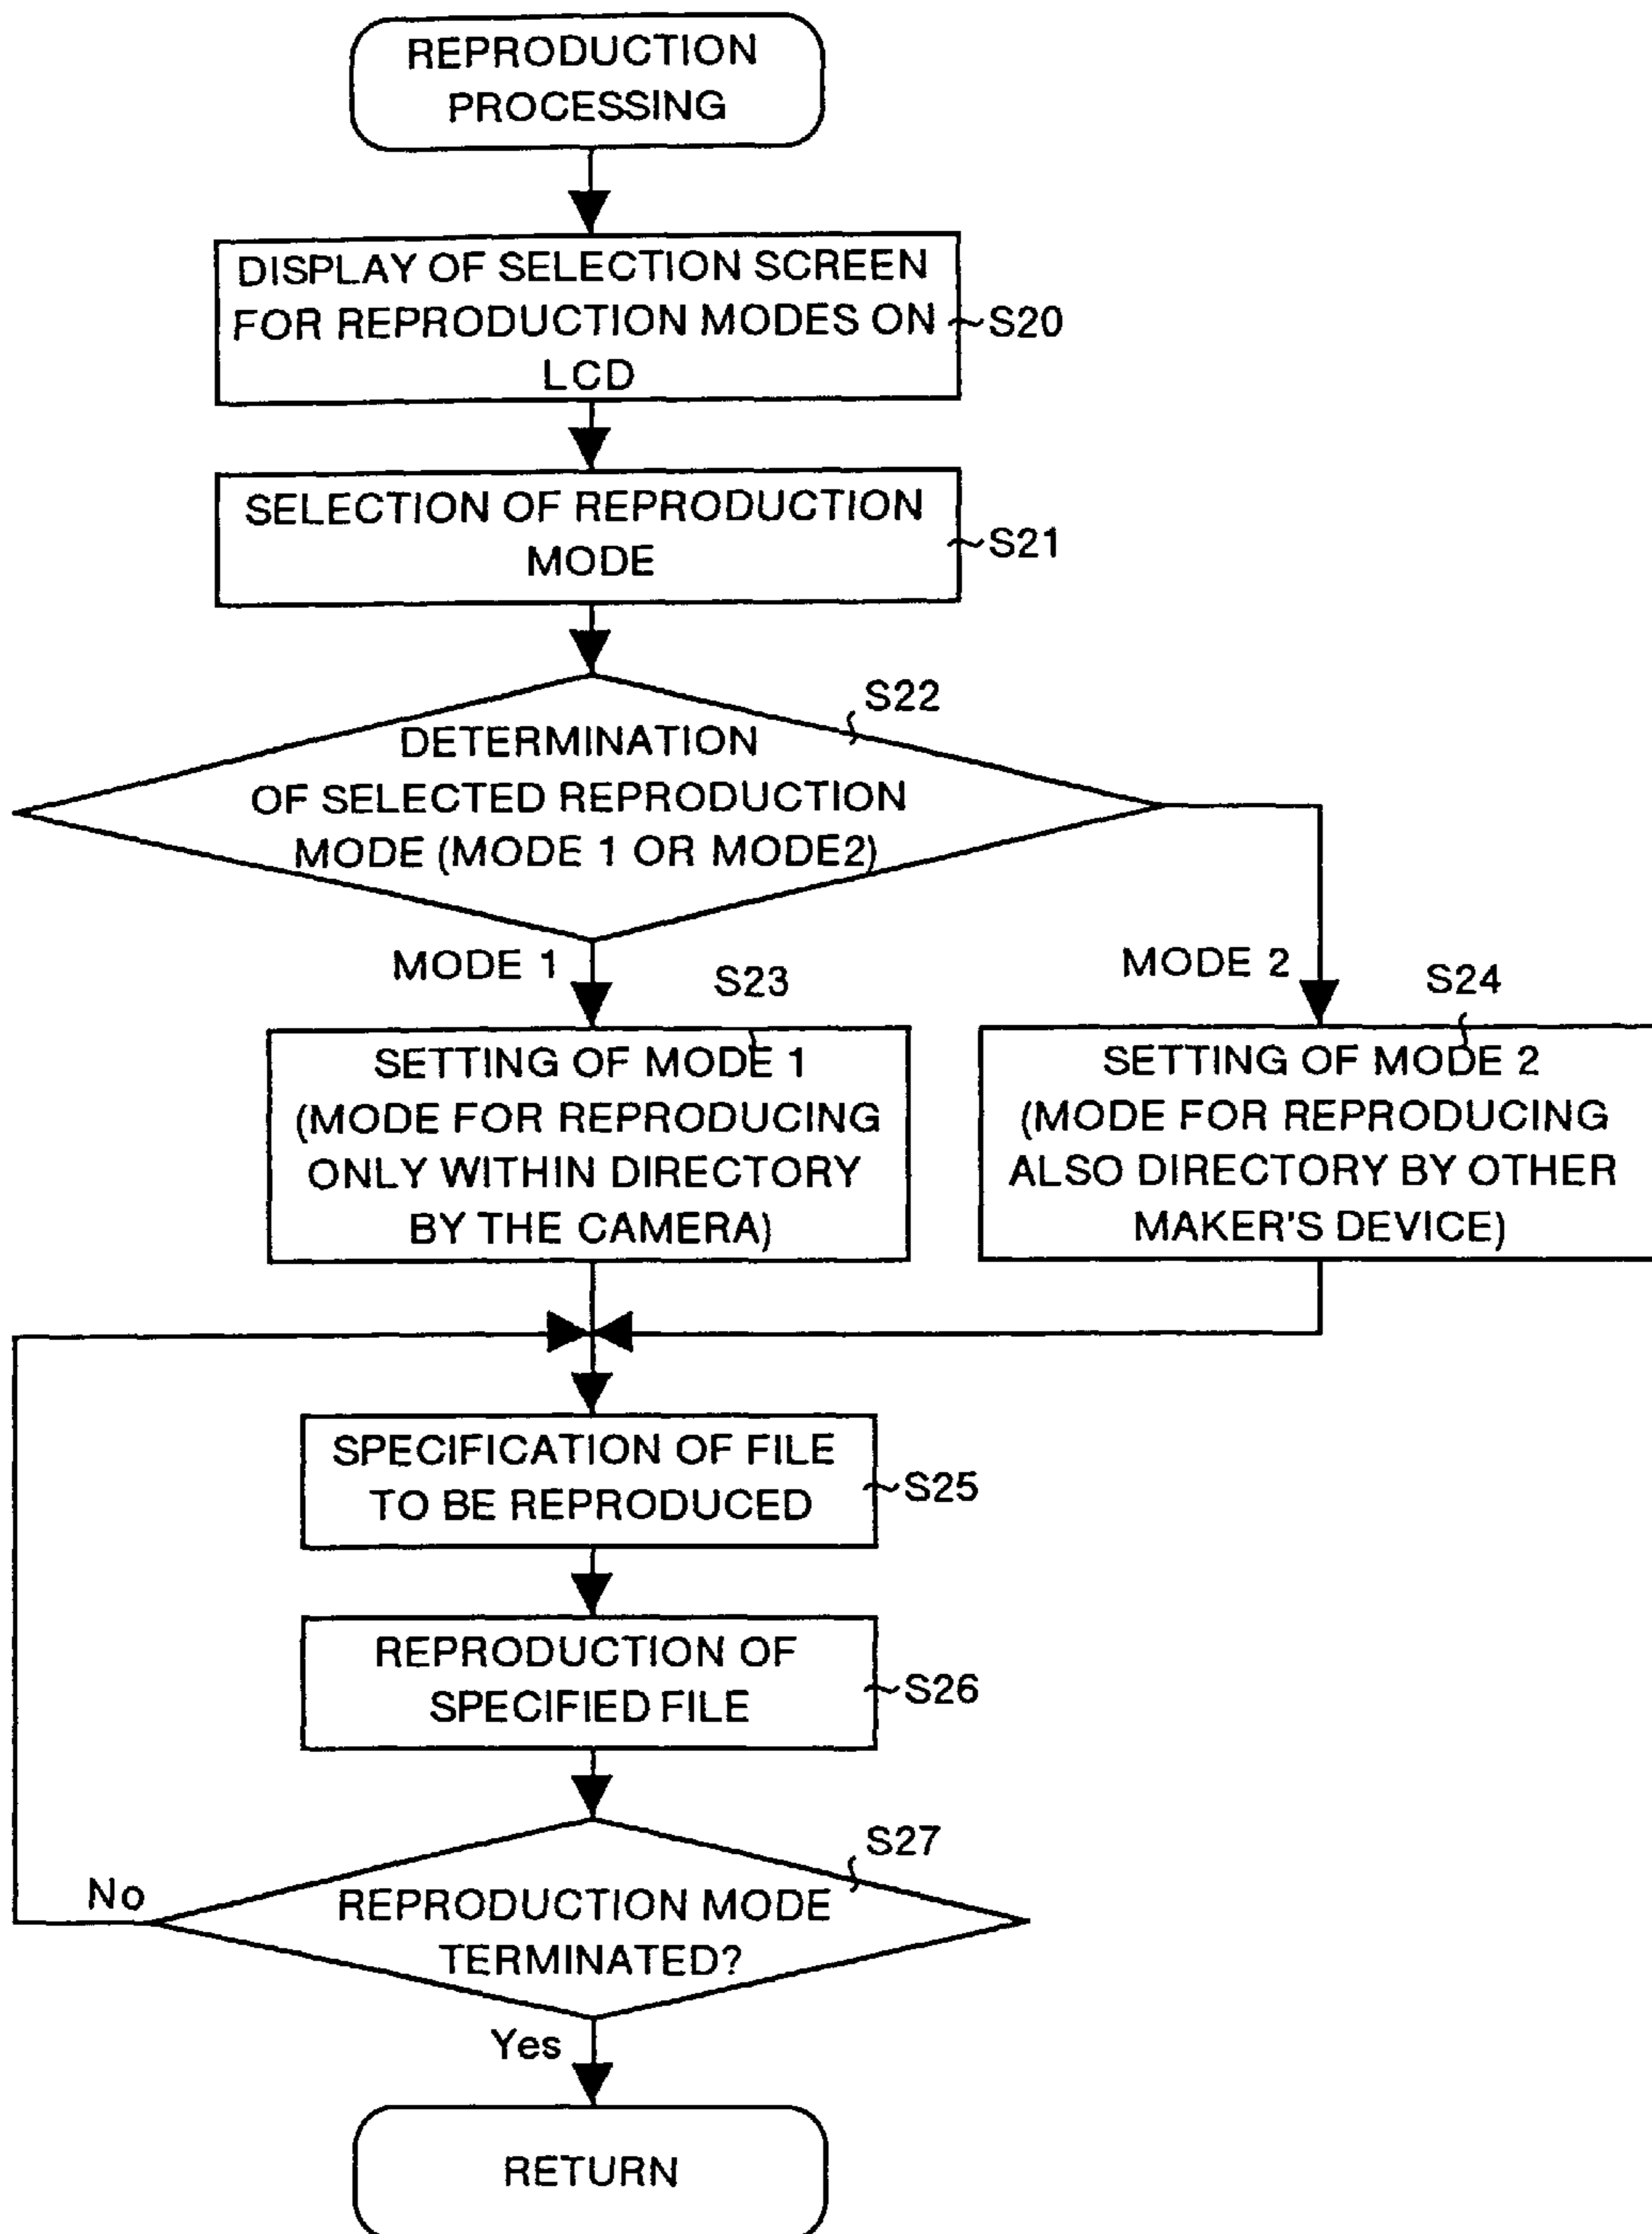 REPRODUCTION
PROCESSING
DISPLAY OF SELECTION SCREEN
FOR REPRODUCTION MODES ON
LCD
S20
SELECTION OF REPRODUCTION
MODE
S21
S22
DETERMINATION
OF SELECTED REPRODUCTION
MODE (MODE 1 OR MODE2)
MODE 1
S23
MODE 2
S24
SETTING OF MODE 1
(MODE FOR REPRODUCING
ONLY WITHIN DIRECTORY
BY THE CAMERA)
SETTING OF MODE 2
(MODE FOR REPRODUCING
ALSO DIRECTORY BY OTHER
MAKER'S DEVICE)
SPECIFICATION OF FILE
TO BE REPRODUCED
S25
REPRODUCTION OF
SPECIFIED FILE
S26
S27
No
REPRODUCTION MODE
TERMINATED?
Yes
RETURN